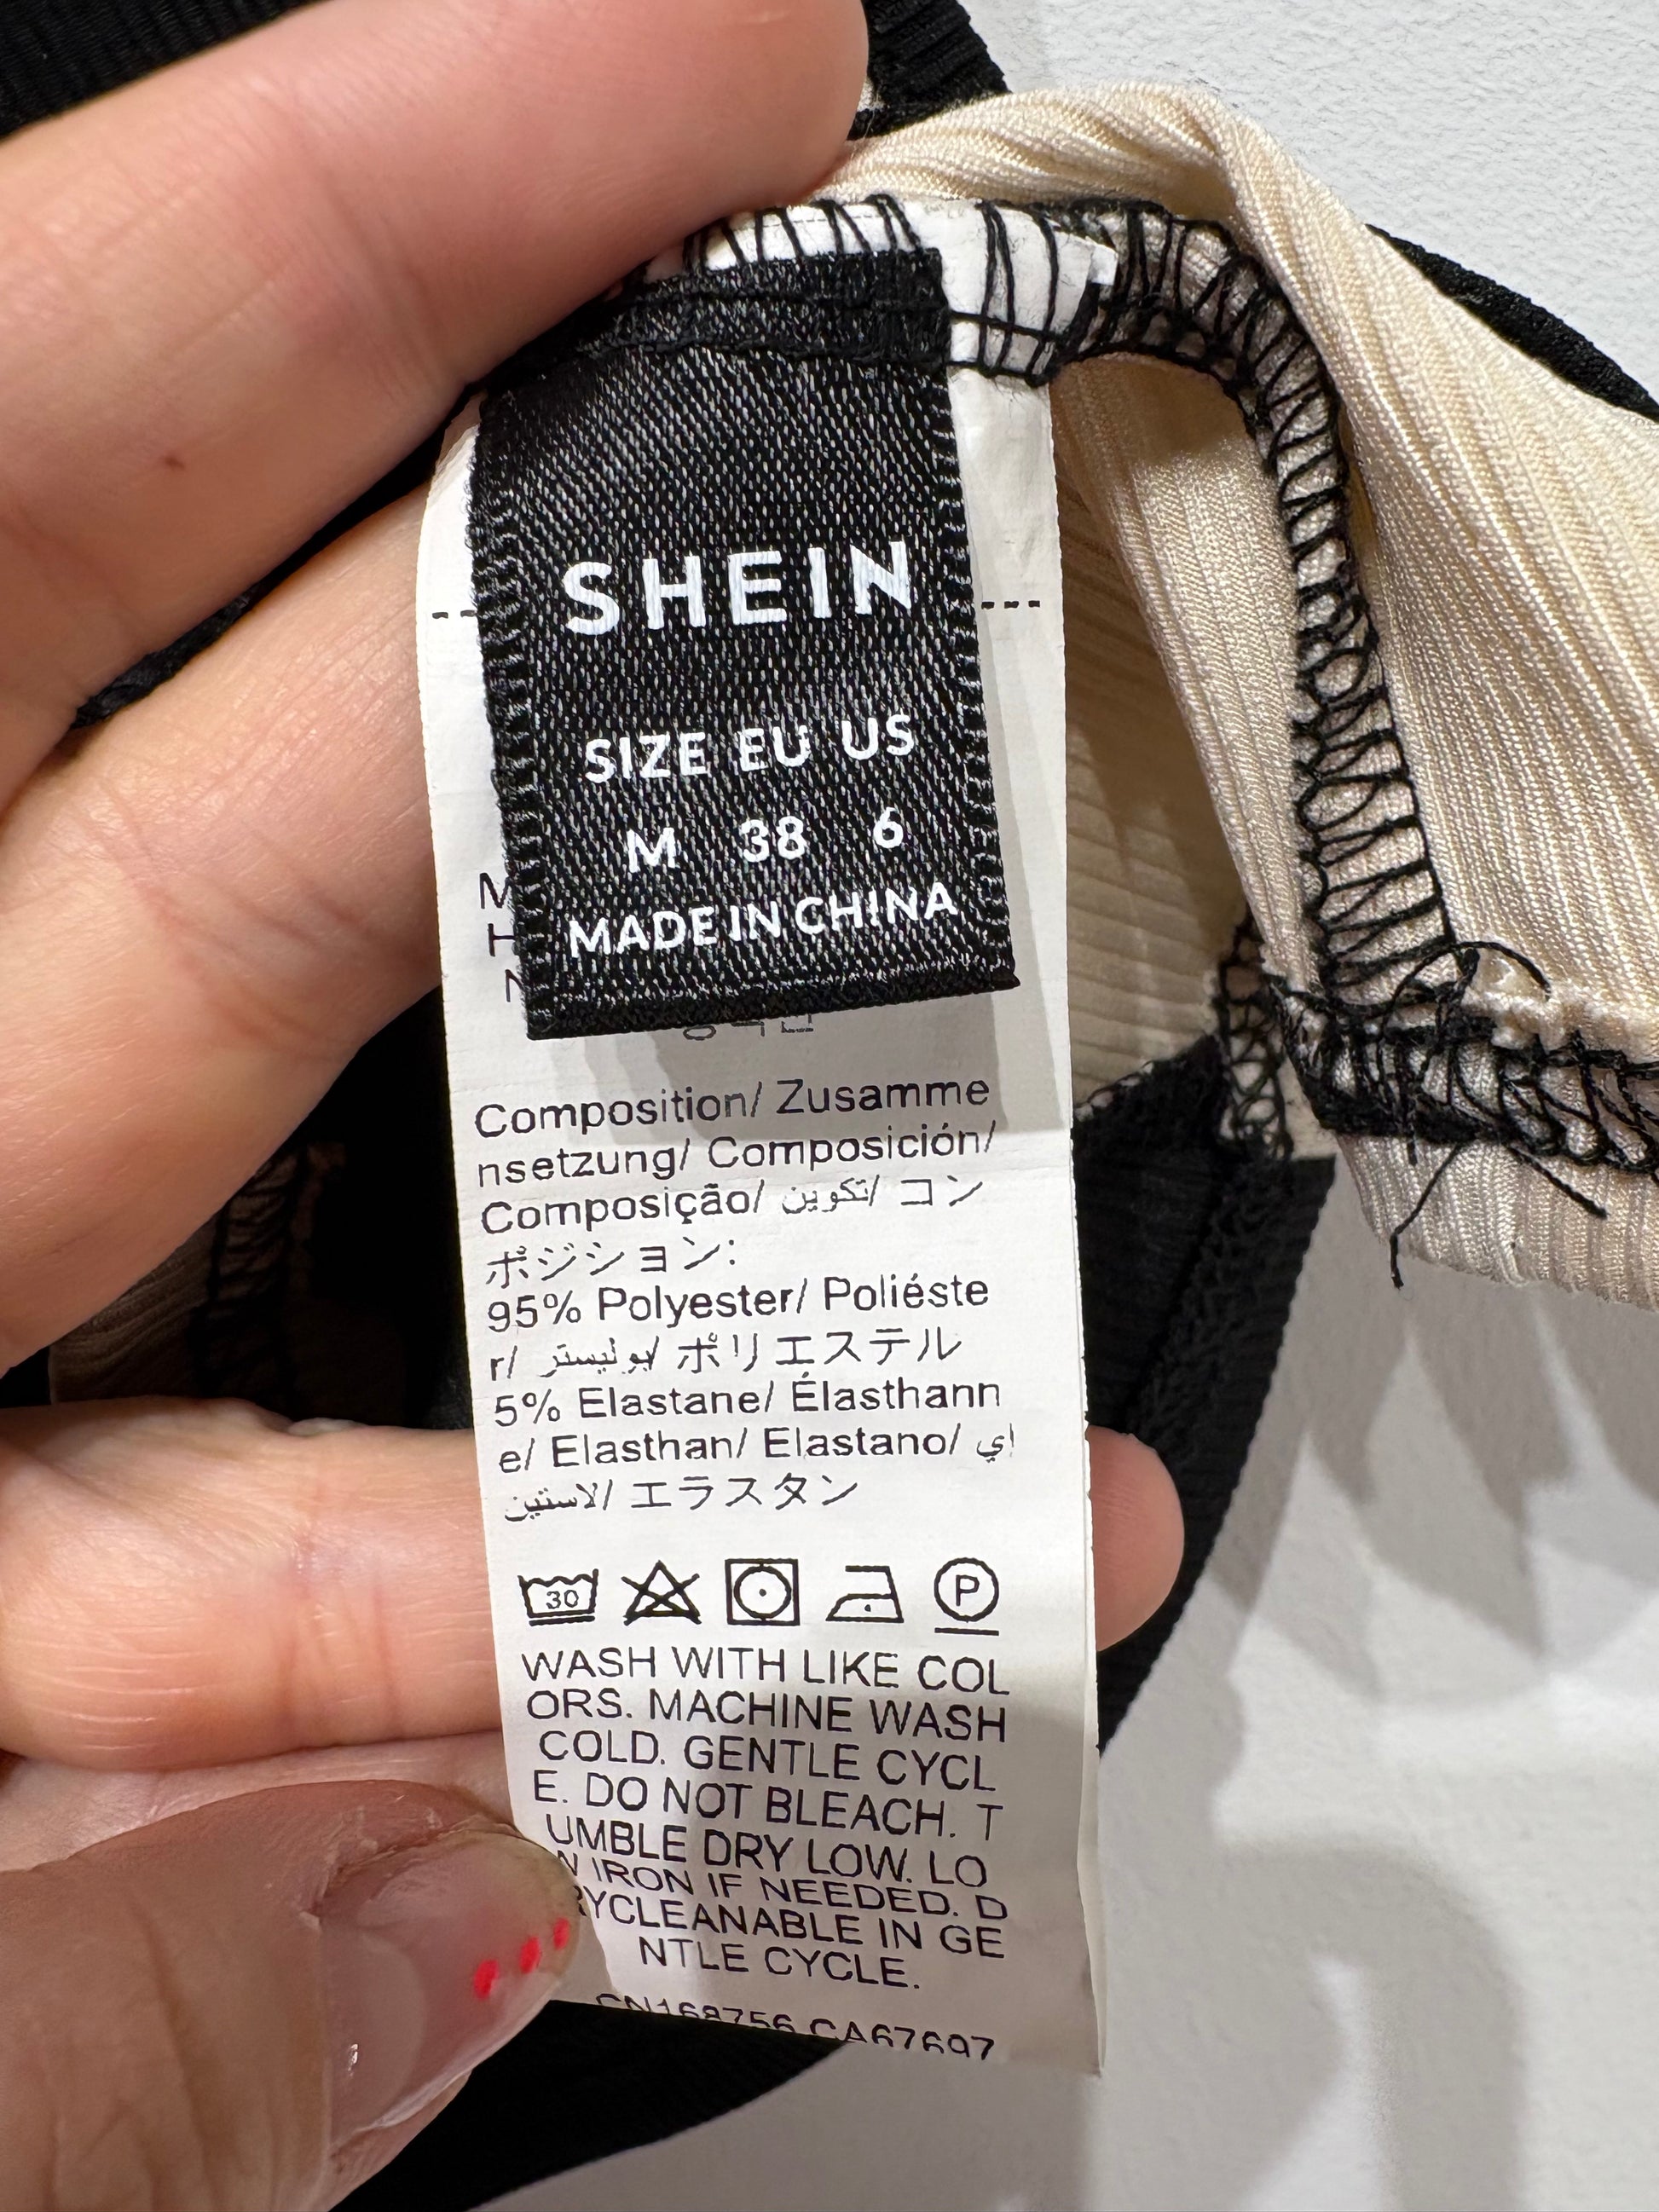 SHEIN
SIZE EU US
M 38 6
MADE IN CHINA
Composition/ Zusamme
nsetzung/ Composición/
Composição/ تكوين/ コン
ポジション:
95% Polyester/ Poliéste
r/ بوليستر/ ポリエステル
5% Elastane/ Élasthann
e/ Elasthan/ Elastano/ إي
لاستين/ エラスタン
30
P
WASH WITH LIKE COL
ORS. MACHINE WASH
COLD. GENTLE CYCL
E. DO NOT BLEACH. T
UMBLE DRY LOW. LO
IRON IF NEEDED. D
RYCLEANABLE IN GE
NTLE CYCLE.
CN168756 CA67697